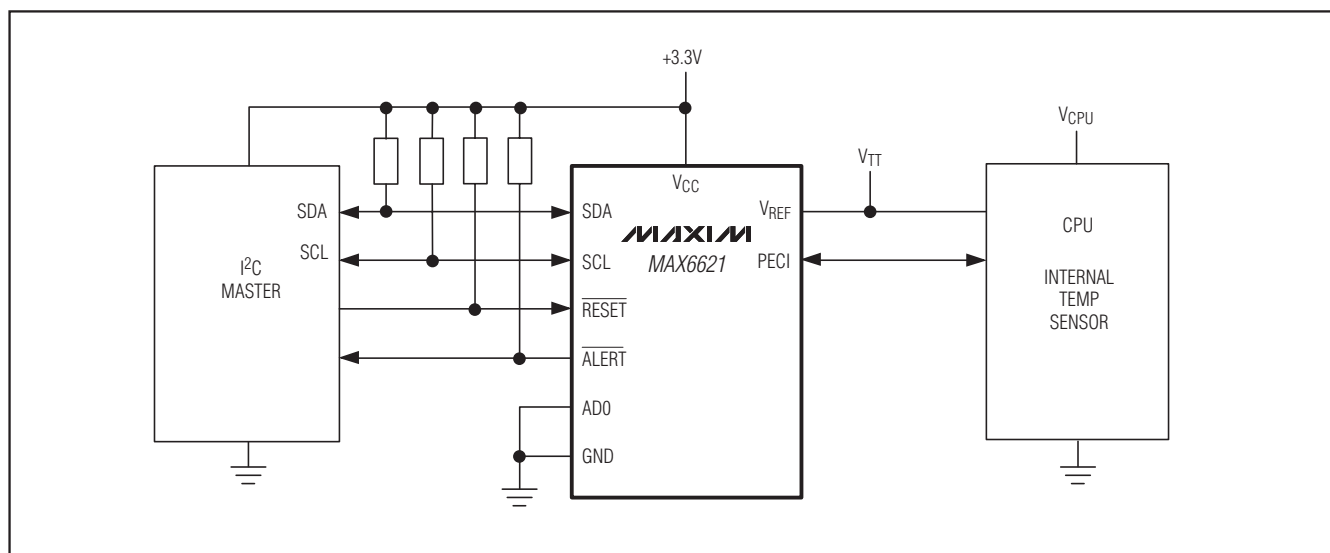 +3.3V
VCPU
VTT
VCC
SDA
SDA
VREF
CPU
MAXIM
MAX6621
SCL
SCL
PECI
I²C
MASTER
INTERNAL
TEMP
SENSOR
RESET
ALERT
AD0
GND